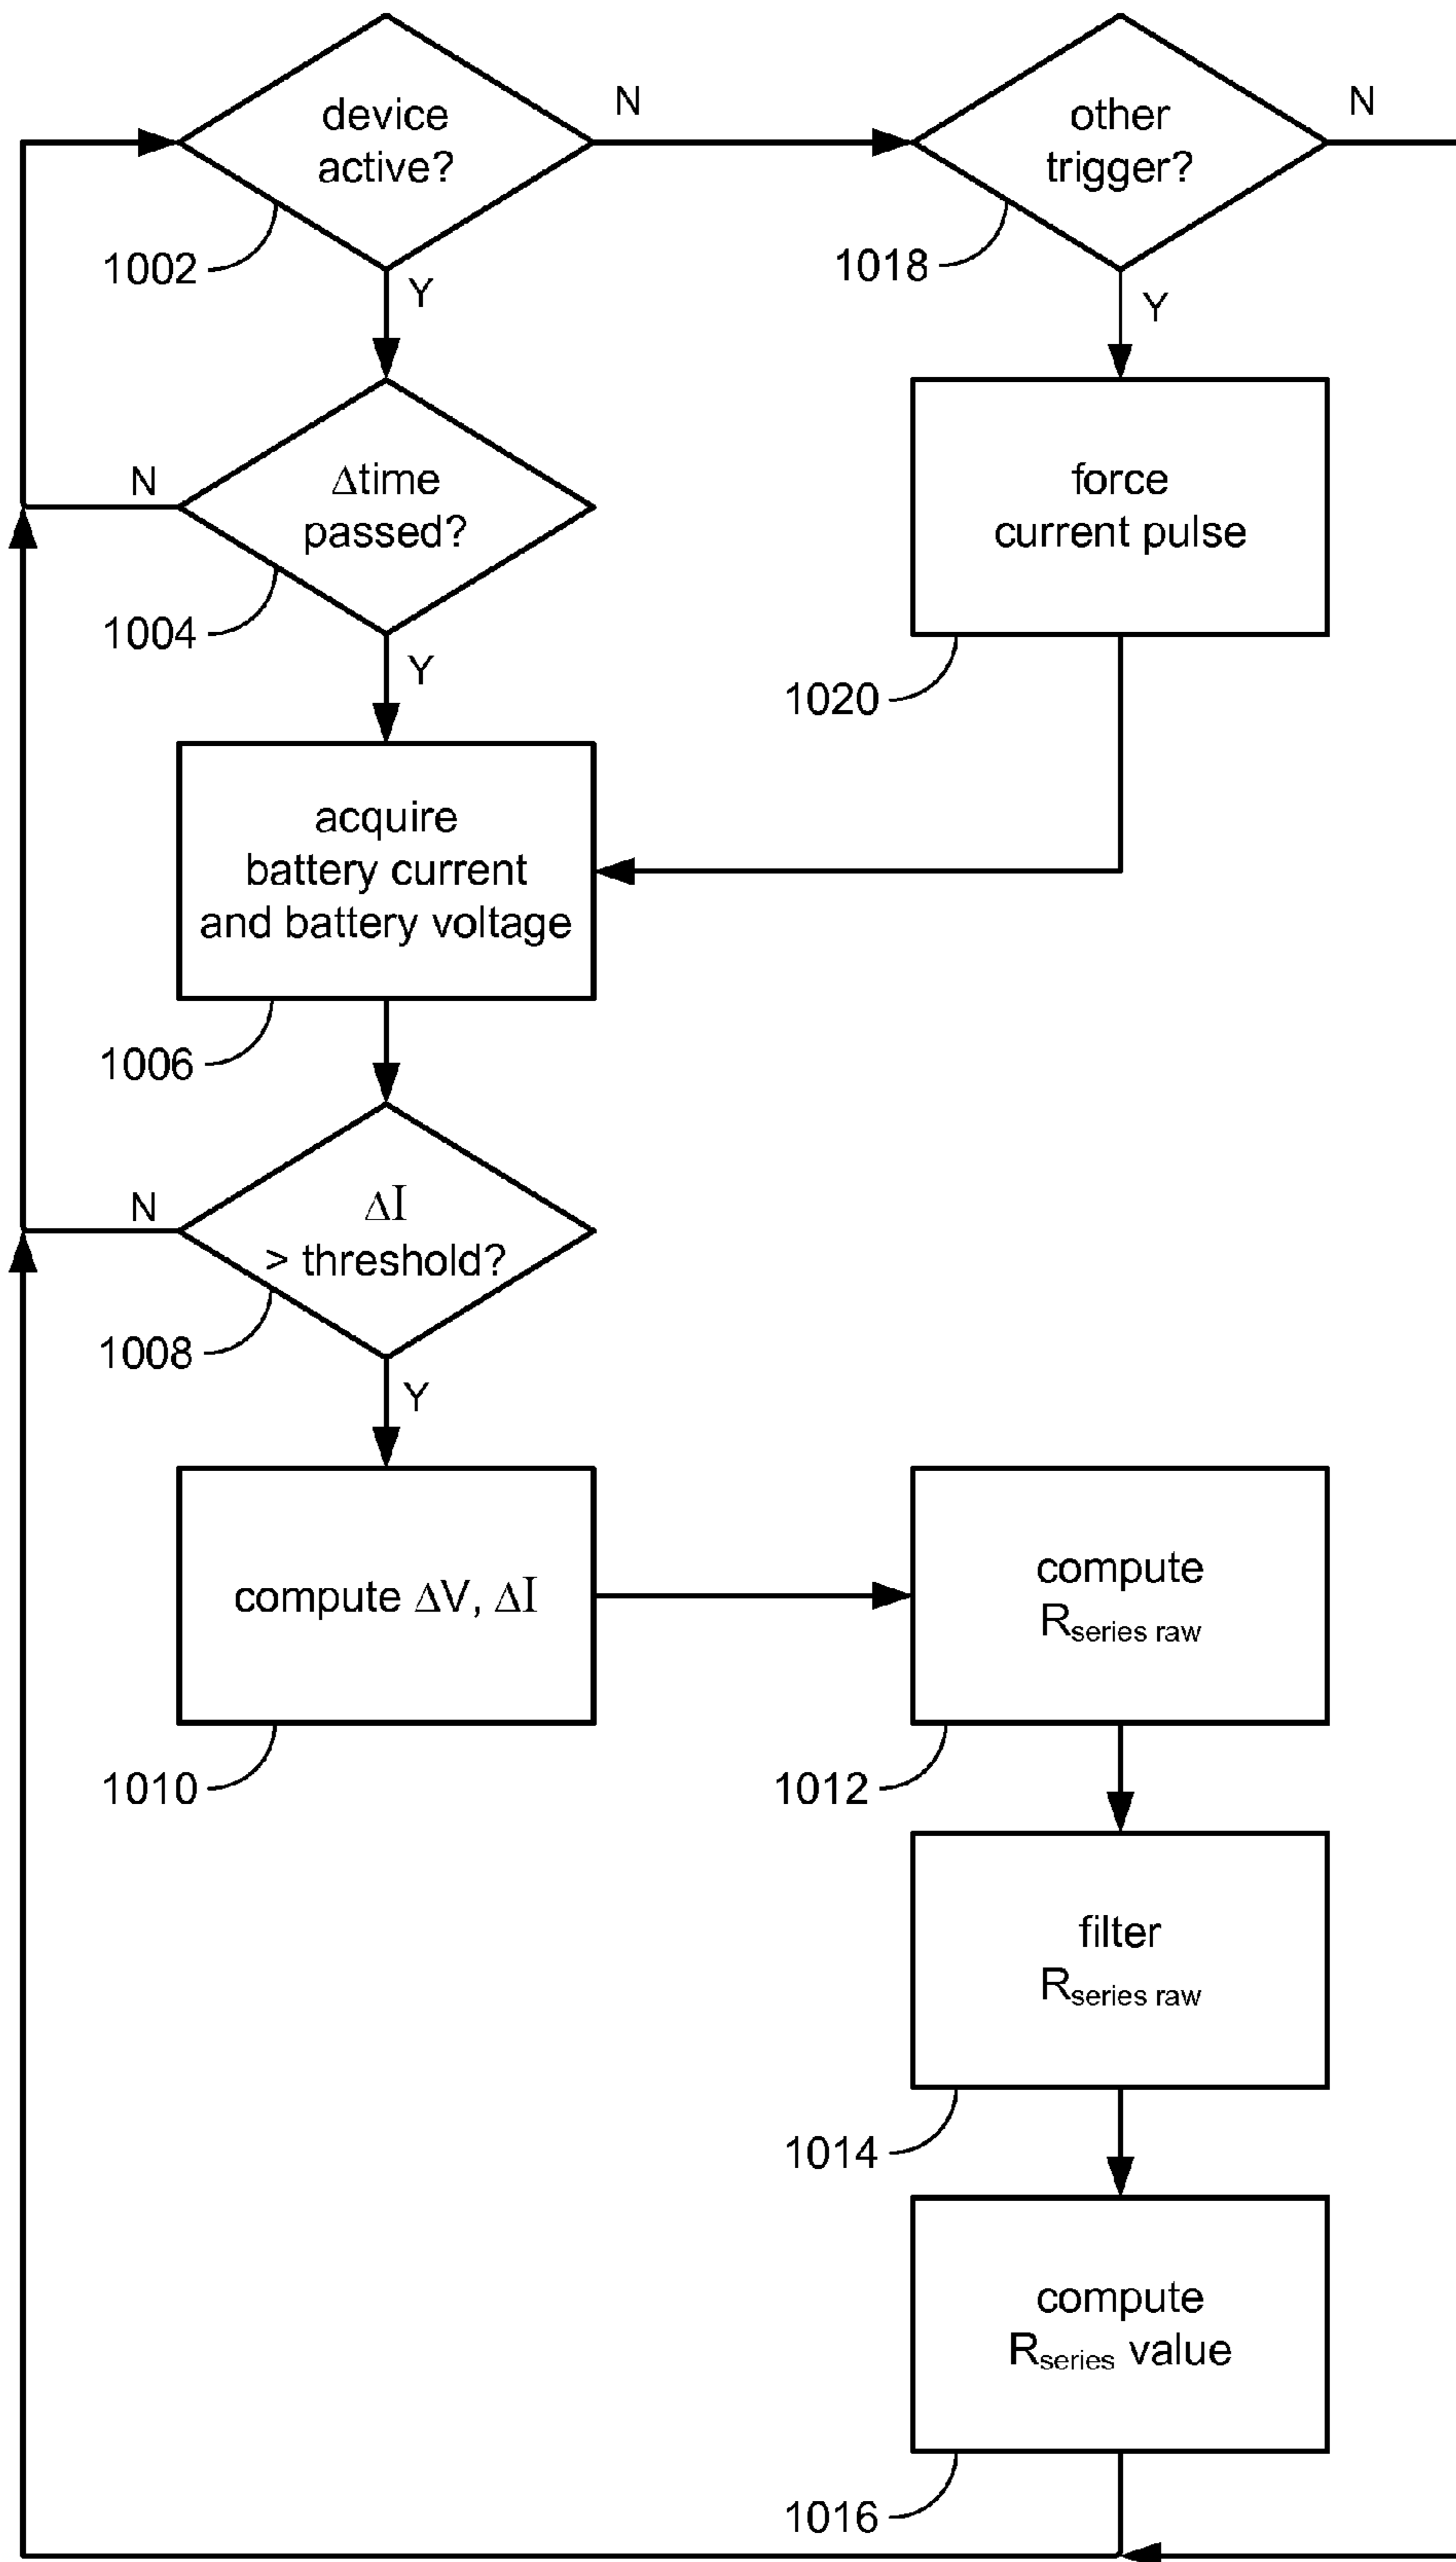 device
active?
N
1002
Y
other
trigger?
N
1018
Y
Δtime
passed?
N
1004
Y
force
current pulse
1020
acquire
battery current
and battery voltage
1006
ΔI
> threshold?
N
1008
Y
compute ΔV, ΔI
1010
compute
Rseries raw
1012
filter
Rseries raw
1014
compute
Rseries value
1016